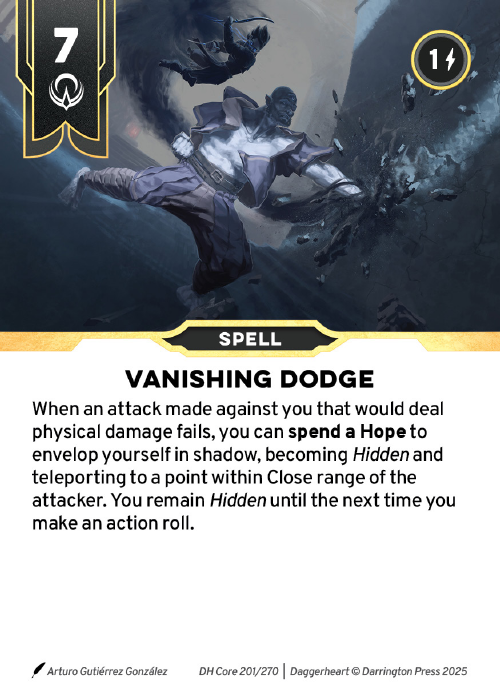 7
1
SPELL
VANISHING DODGE
When an attack made against you that would deal
physical damage fails, you can spend a Hope to
envelop yourself in shadow, becoming Hidden and
teleporting to a point within Close range of the
attacker. You remain Hidden until the next time you
make an action roll.
Arturo Gutiérrez González DH Core 201/270 | Daggerheart © Darrington Press 2025